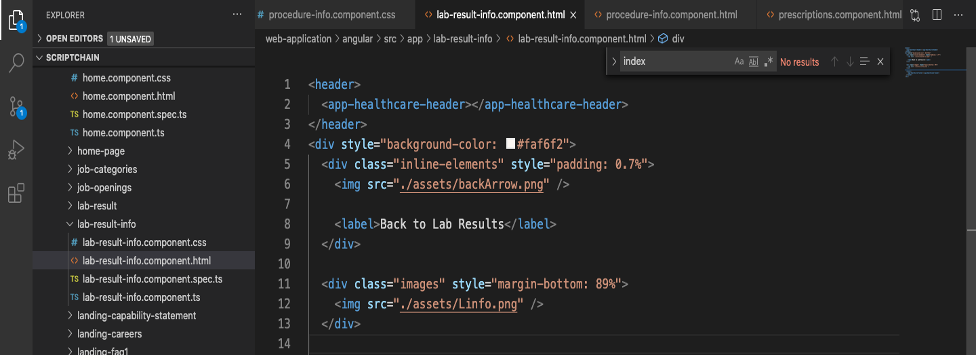 EXPLORER
OPEN EDITORS 1 UNSAVED
SCRIPTCHAIN
# home.component.css
<> home.component.html
TS home.component.spec.ts
TS home.component.ts
> home-page
> job-categories
> job-openings
> lab-result
lab-result-info
# lab-result-info.component.css
<> lab-result-info.component.html
TS lab-result-info.component.spec.ts
TS lab-result-info.component.ts
> landing-capability-statement
> landing-careers
> landing-faq1
1
1
# procedure-info.component.css
<> lab-result-info.component.html ×
<> procedure-info.component.html
<> prescriptions.component.html
web-application > angular > src > app > lab-result-info > <> lab-result-info.component.html > div
index Aa Ab .* No results
1 <header>
2 <app-healthcare-header></app-healthcare-header>
3 </header>
4 <div style="background-color: #faf6f2">
5 <div class="inline-elements" style="padding: 0.7%">
6 <img src="./assets/backArrow.png" />
7
8 <label>Back to Lab Results</label>
9 </div>
10
11 <div class="images" style="margin-bottom: 89%">
12 <img src="./assets/Linfo.png" />
13 </div>
14